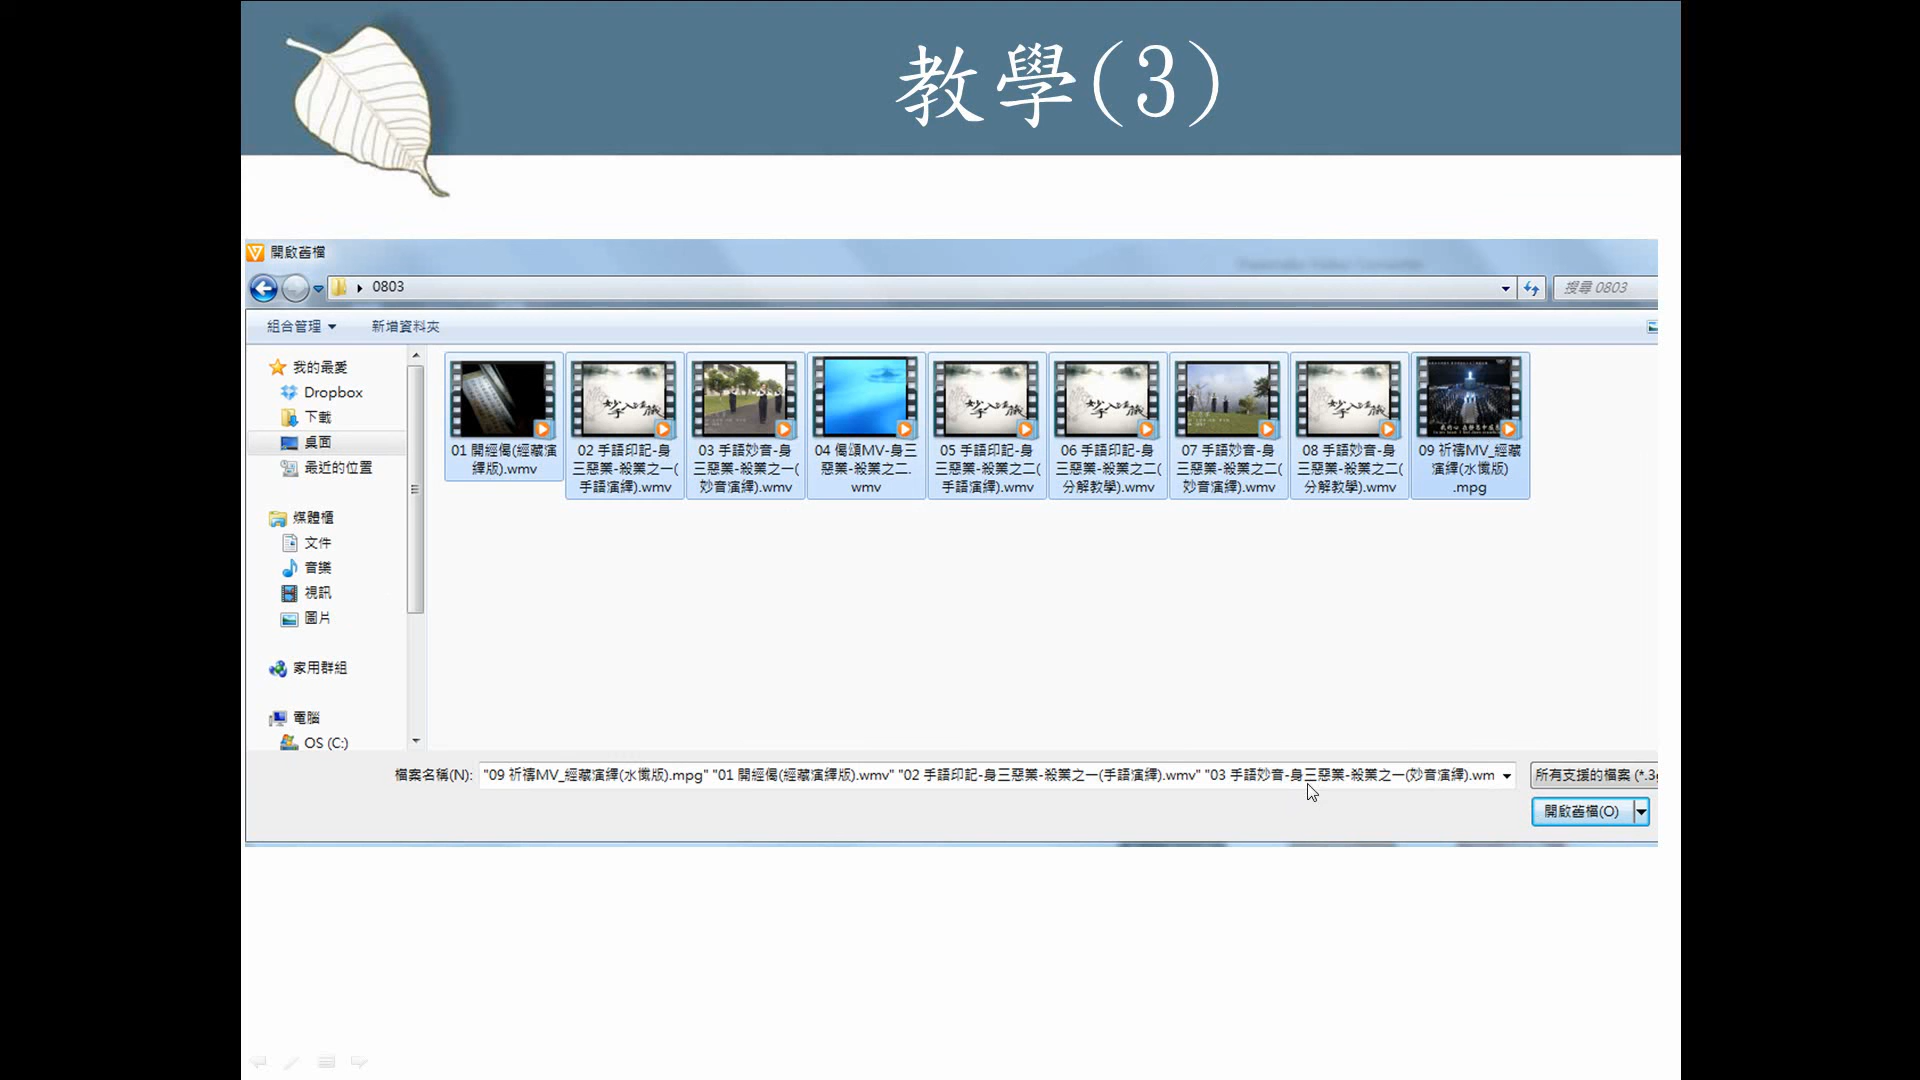 教學(3)
開啟舊檔
0803
搜尋 0803
組合管理
新增資料夾
我的最愛
Dropbox
下載
桌面
最近的位置
媒體櫃
文件
音樂
視訊
圖片
家用群組
電腦
OS (C:)
01 開經偈(經藏演
繹版).wmv
02 手語印記-身
三惡業-殺業之一(
手語演繹).wmv
03 手語妙音-身
三惡業-殺業之一(
妙音演繹).wmv
04 偈頌MV-身三
惡業-殺業之二.
wmv
05 手語印記-身
三惡業-殺業之二(
手語演繹).wmv
06 手語印記-身
三惡業-殺業之二(
分解教學).wmv
07 手語妙音-身
三惡業-殺業之二(
妙音演繹).wmv
08 手語妙音-身
三惡業-殺業之二(
分解教學).wmv
09 祈禱MV_經藏
演繹(水懺版)
.mpg
檔案名稱(N): "09 祈禱MV_經藏演繹(水懺版).mpg" "01 開經偈(經藏演繹版).wmv" "02 手語印記-身三惡業-殺業之一(手語演繹).wmv" "03 手語妙音-身三惡業-殺業之一(妙音演繹).wm
所有支援的檔案 (*.3g
開啟舊檔(O)